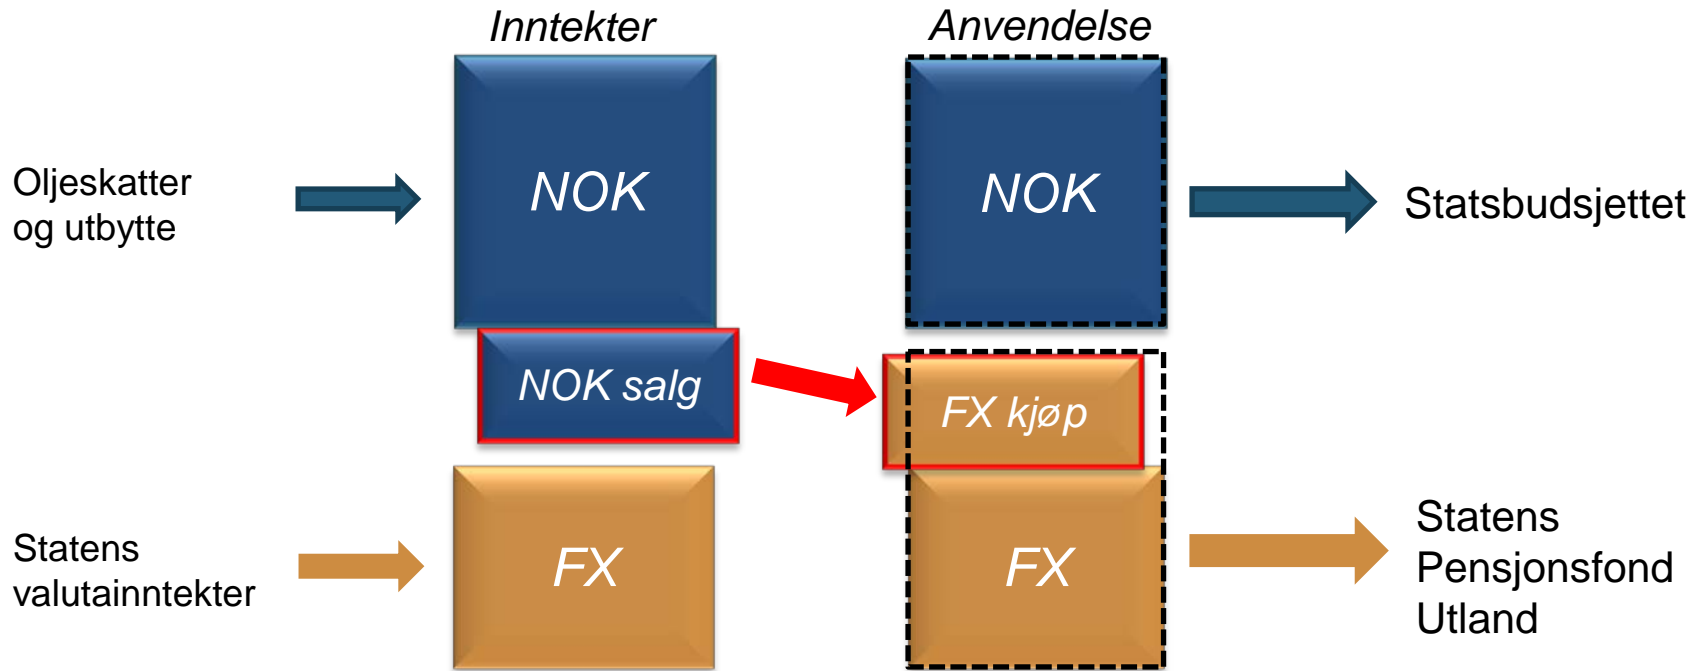 Inntekter
Anvendelse
Oljeskatter
og utbytte
NOK
NOK
Statsbudsjettet
NOK salg
FX kjøp
Statens
valutainntekter
FX
FX
Statens
Pensjonsfond
Utland